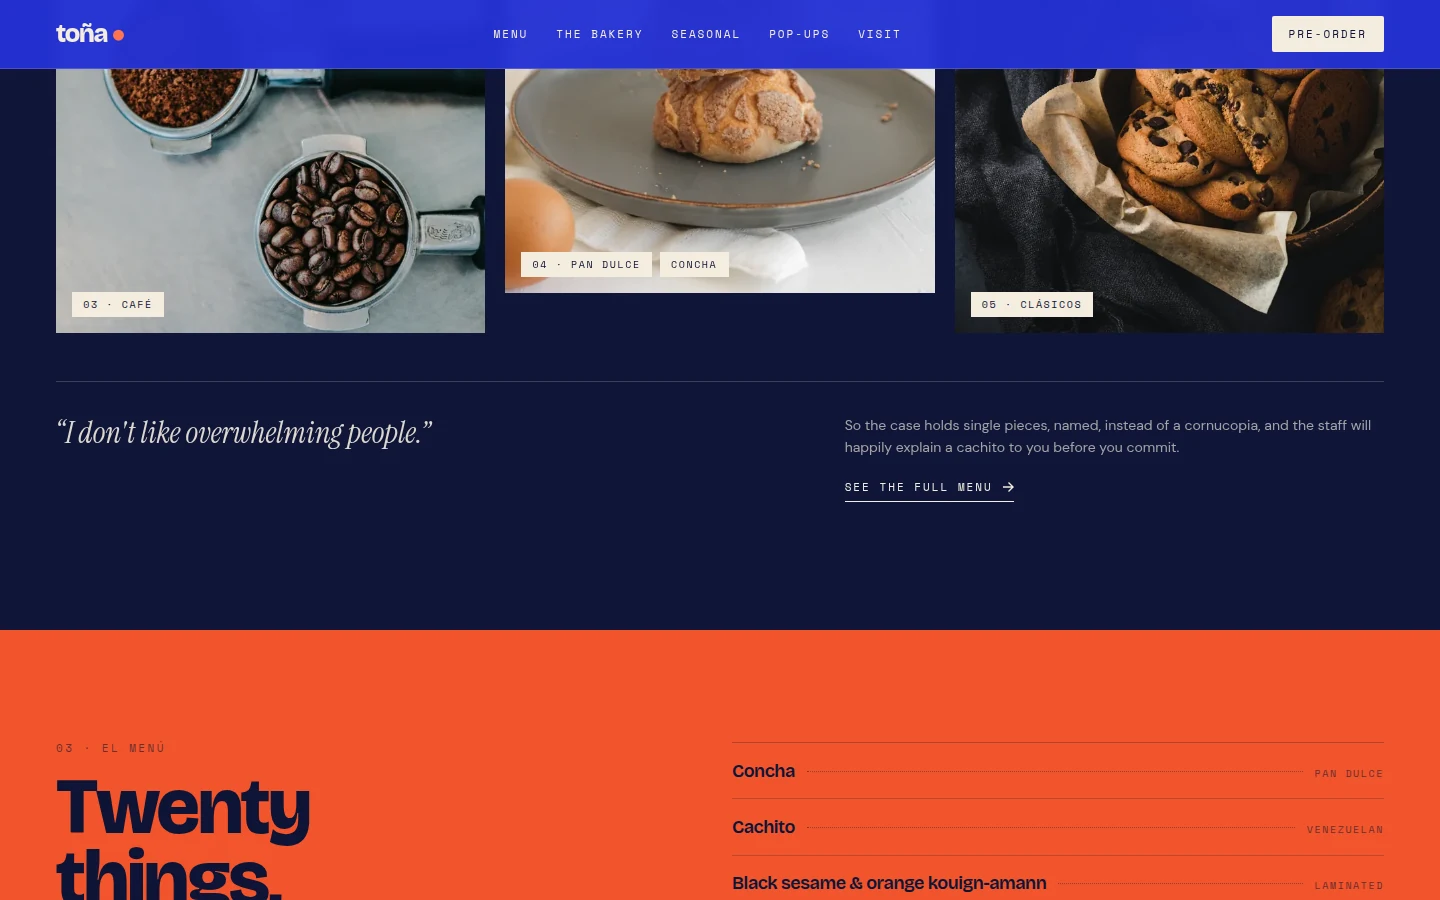 toña
MENU THE BAKERY SEASONAL POP-UPS VISIT
PRE-ORDER
03 · CAFÉ
04 · PAN DULCE CONCHA
05 · CLÁSICOS
“I don't like overwhelming people.”
So the case holds single pieces, named, instead of a cornucopia, and the staff will
happily explain a cachito to you before you commit.
SEE THE FULL MENU →
03 · EL MENÚ
Twenty
things.
Concha PAN DULCE
Cachito VENEZUELAN
Black sesame & orange kouign-amann LAMINATED